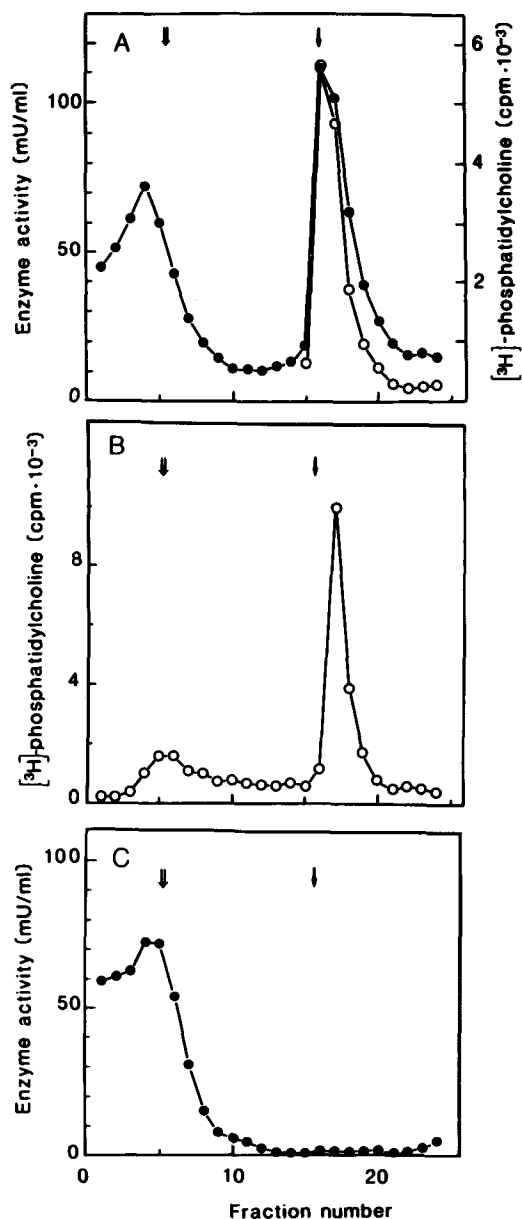 A
Enzyme activity (mU/ml)
100
50
0
[³H]-phosphatidylcholine (cpm·10⁻³)
6
4
2
B
[³H]-phosphatidylcholine (cpm·10⁻³)
8
4
0
C
Enzyme activity (mU/ml)
100
50
0
0
10
20
Fraction number